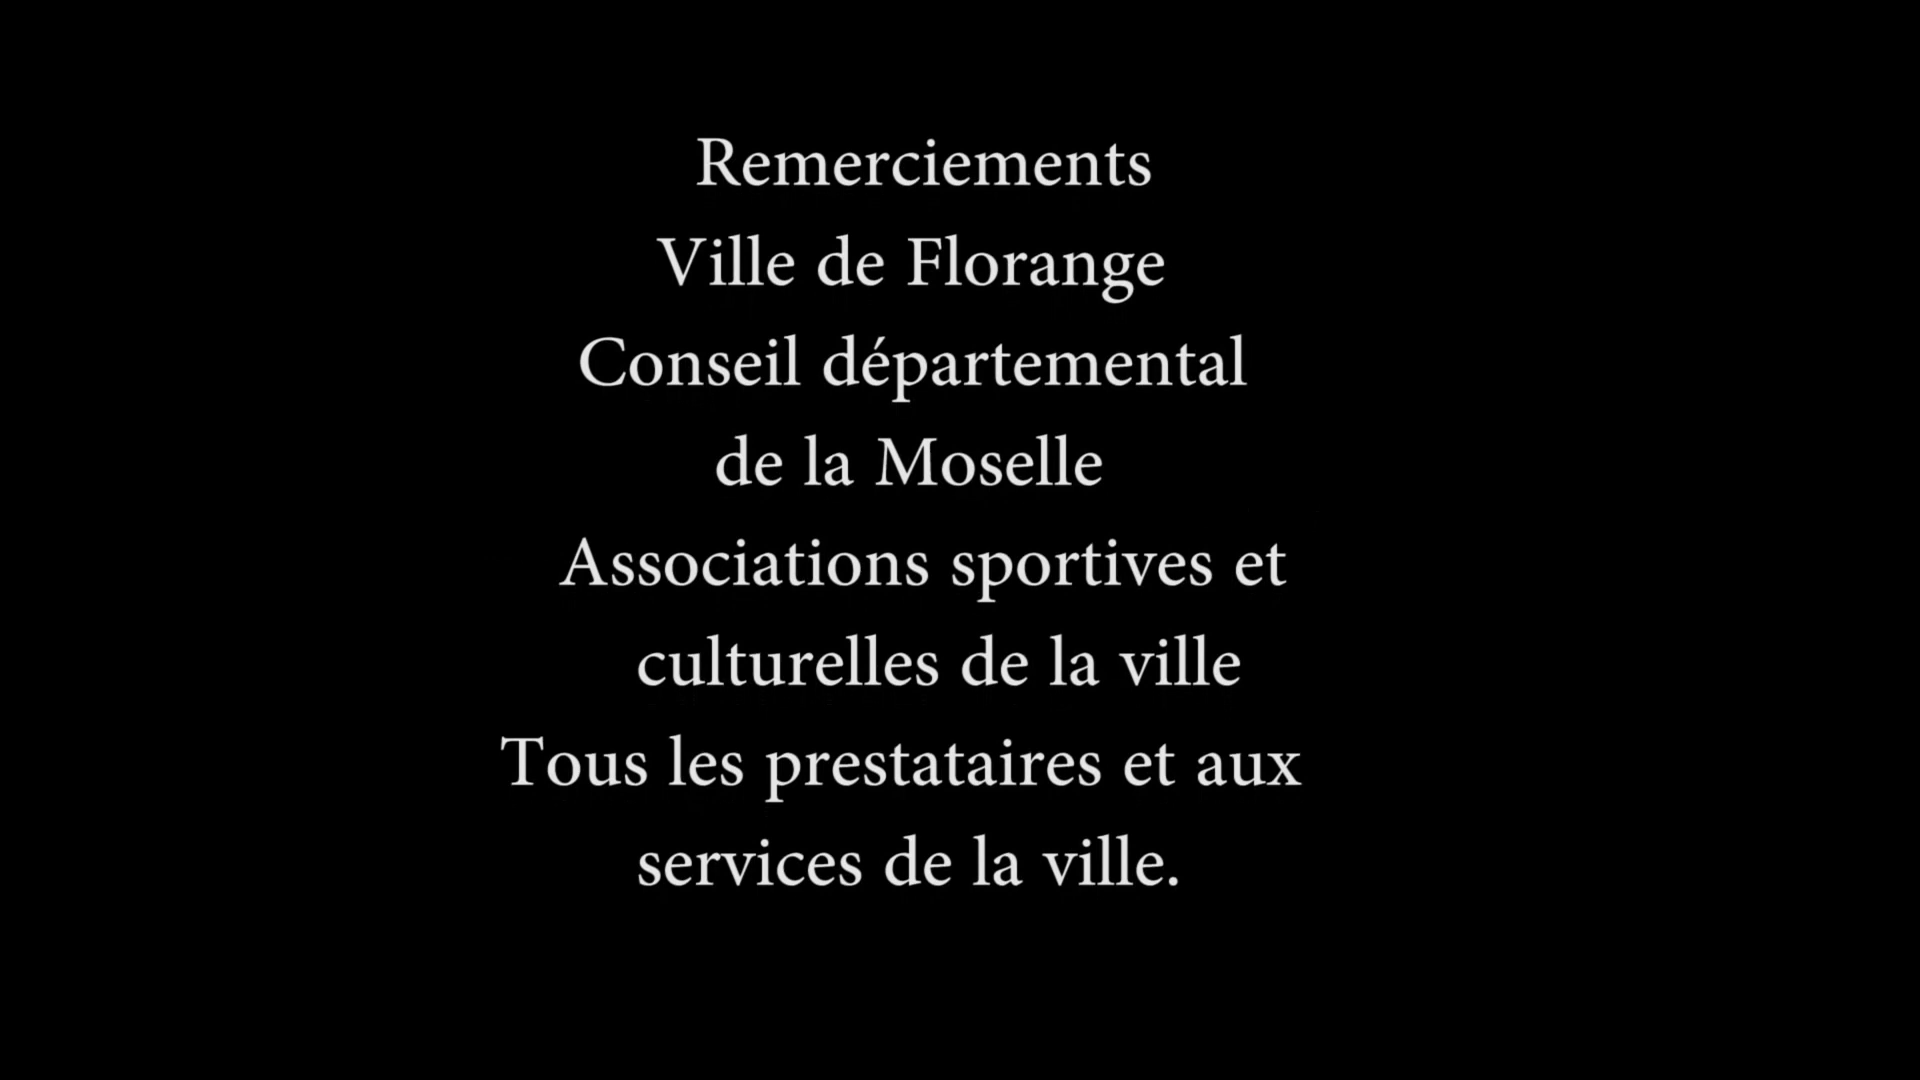 Remerciements
Ville de Florange
Conseil départemental
de la Moselle
Associations sportives et
culturelles de la ville
Tous les prestataires et aux
services de la ville.